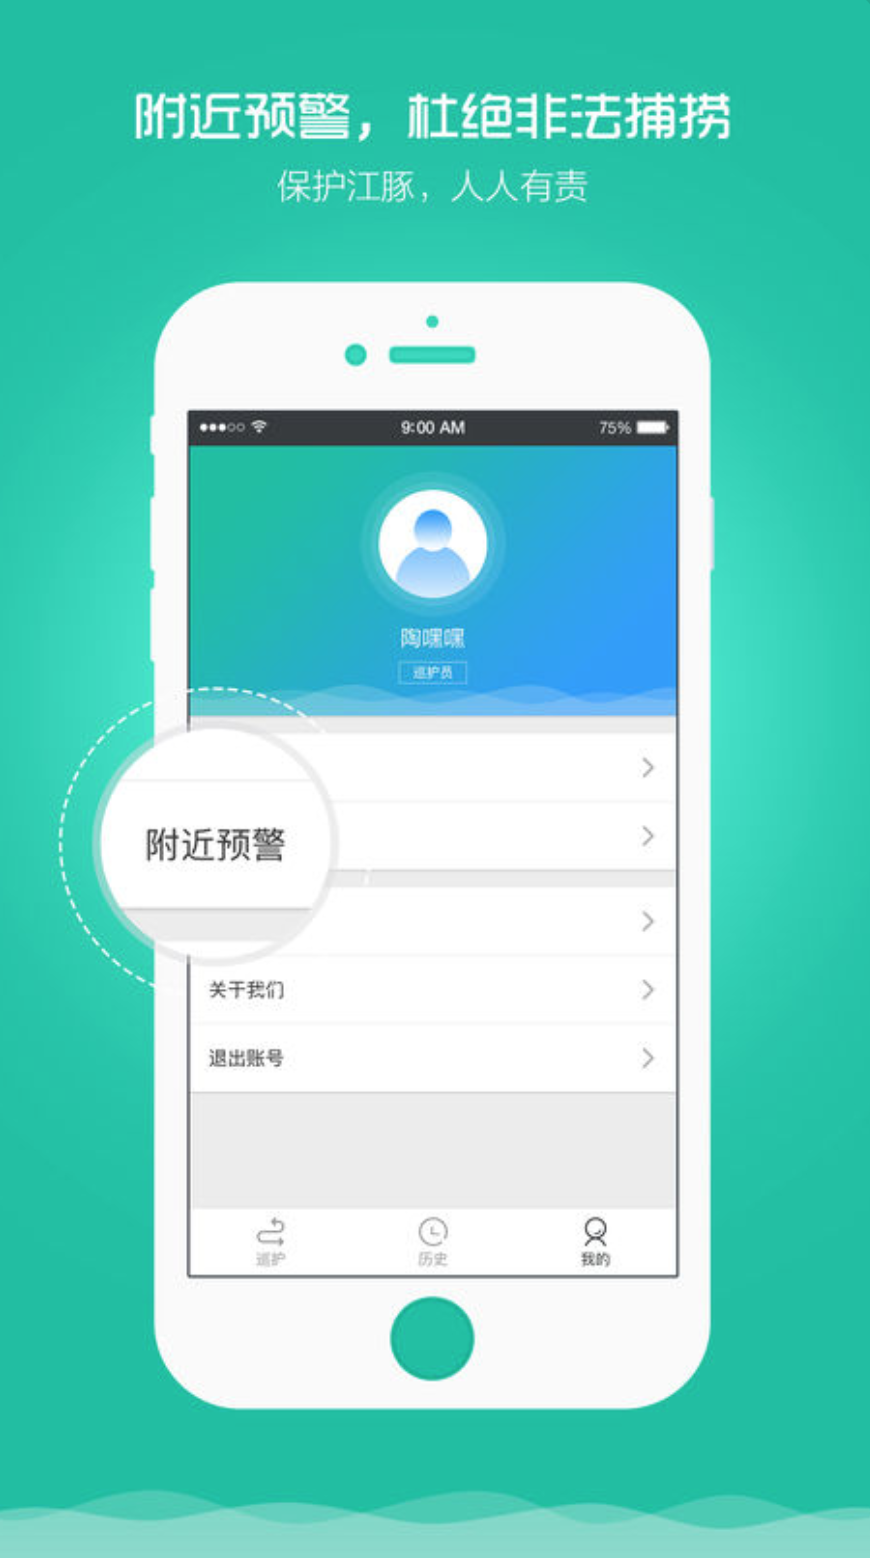 附近预警，杜绝非法捕捞
保护江豚，人人有责
9:00 AM
75%
陶嘿嘿
巡护员
附近预警
关于我们
退出账号
巡护
历史
我的